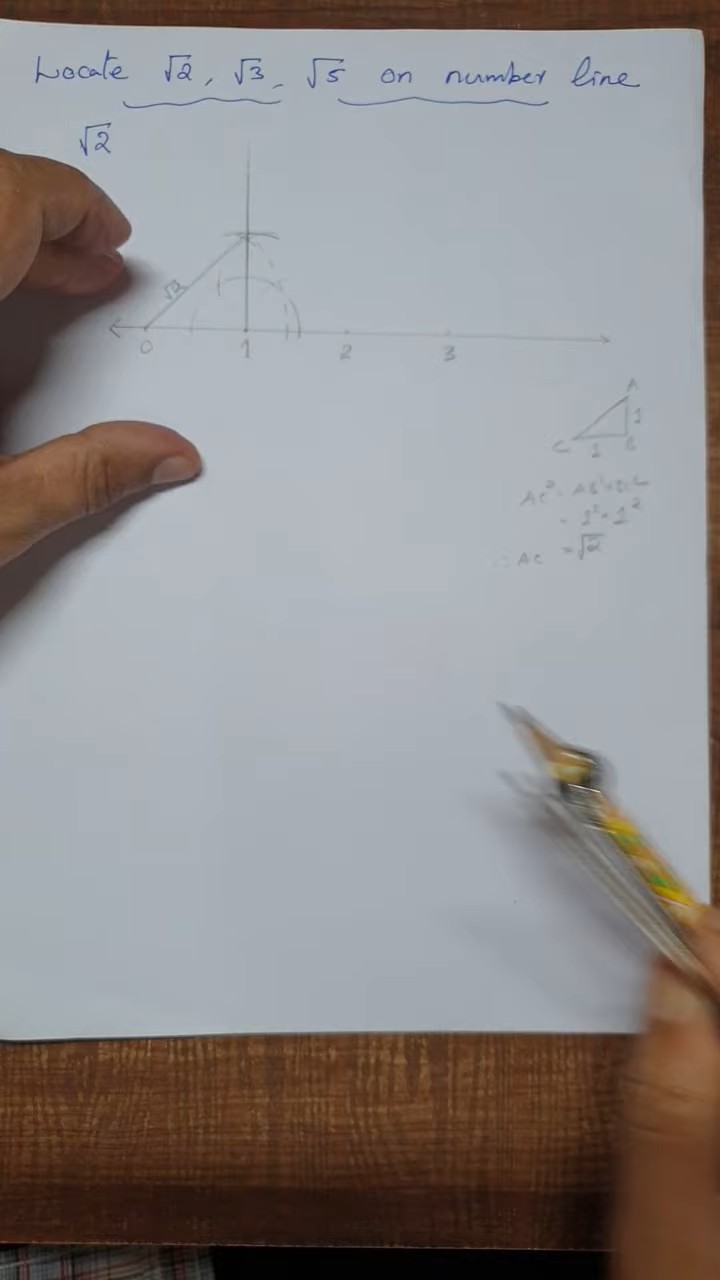 Locate √2, √3, √5 on number line
√2
√2
0 1 2 3
A
1
C 1 B
AC² = AB² + BC²
= 1² + 1²
∴ AC = √2